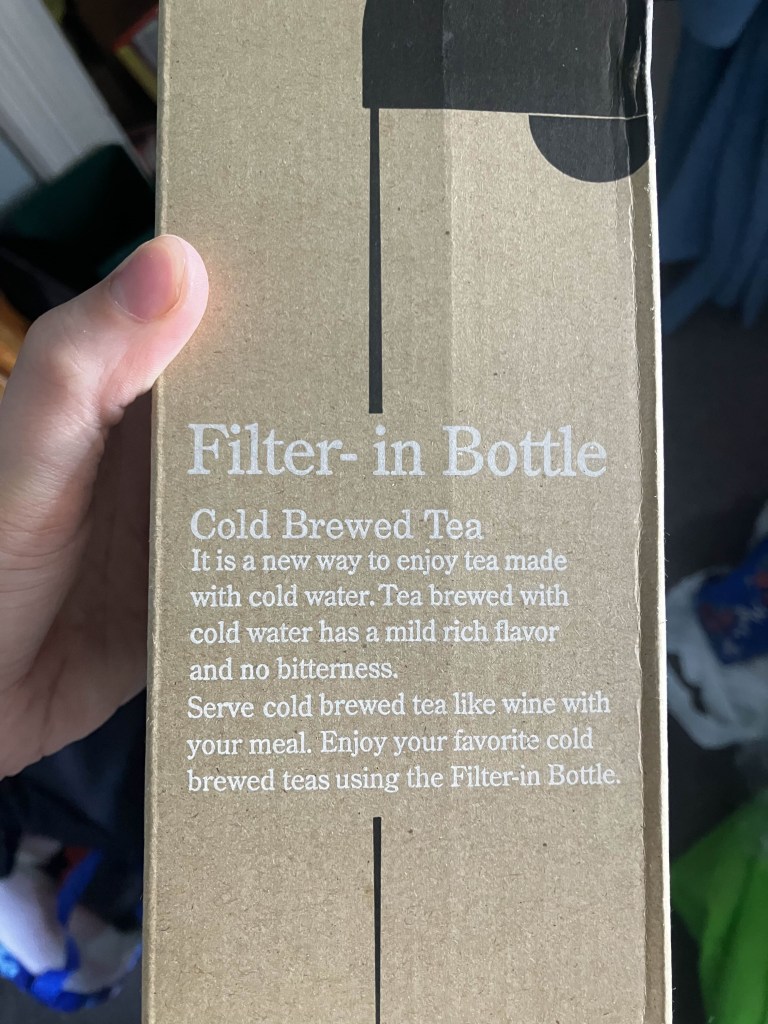 Filter- in Bottle
Cold Brewed Tea
It is a new way to enjoy tea made
with cold water. Tea brewed with
cold water has a mild rich flavor
and no bitterness.
Serve cold brewed tea like wine with
your meal. Enjoy your favorite cold
brewed teas using the Filter-in Bottle.